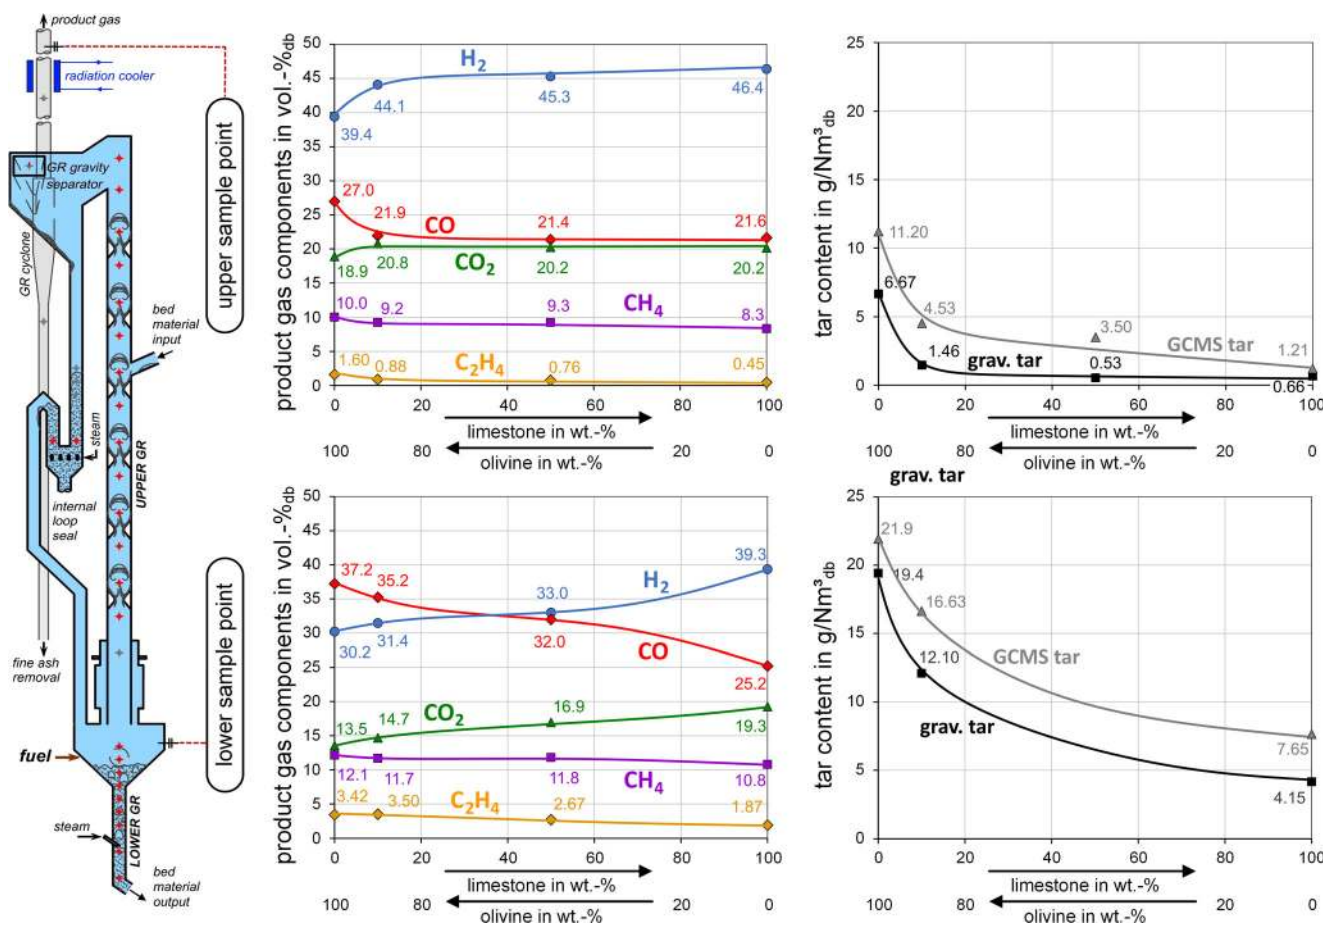 product gas
radiation cooler
GR gravity
separator
GR cyclone
bed
material
input
steam
UPPER GR
internal
loop
seal
fine ash
removal
fuel
steam
LOWER GR
bed
material
output
upper sample point
lower sample point
product gas components in vol.-%db
50
45
40
35
30
25
20
15
10
5
0
H2
39.4
44.1
45.3
46.4
CO
27.0
21.9
21.4
21.6
CO2
18.9
20.8
20.2
20.2
CH4
10.0
9.2
9.3
8.3
C2H4
1.60
0.88
0.76
0.45
0 20 40 60 80 100
limestone in wt.-%
100 80 olivine in wt.-% 20 0
tar content in g/Nm³db
25
20
15
10
5
0
11.20
6.67
4.53
3.50
GCMS tar
1.21
1.46
grav. tar
0.53
0.66
0 20 40 60 80 100
limestone in wt.-%
100 80 olivine in wt.-% 20 0
grav. tar
product gas components in vol.-%db
50
45
40
35
30
25
20
15
10
5
0
H2
30.2
31.4
33.0
39.3
CO
37.2
35.2
32.0
25.2
CO2
13.5
14.7
16.9
19.3
CH4
12.1
11.7
11.8
10.8
C2H4
3.42
3.50
2.67
1.87
0 20 40 60 80 100
limestone in wt.-%
100 80 olivine in wt.-% 20 0
tar content in g/Nm³db
25
20
15
10
5
0
21.9
19.4
16.63
GCMS tar
12.10
grav. tar
7.65
4.15
0 20 40 60 80 100
limestone in wt.-%
100 80 olivine in wt.-% 20 0